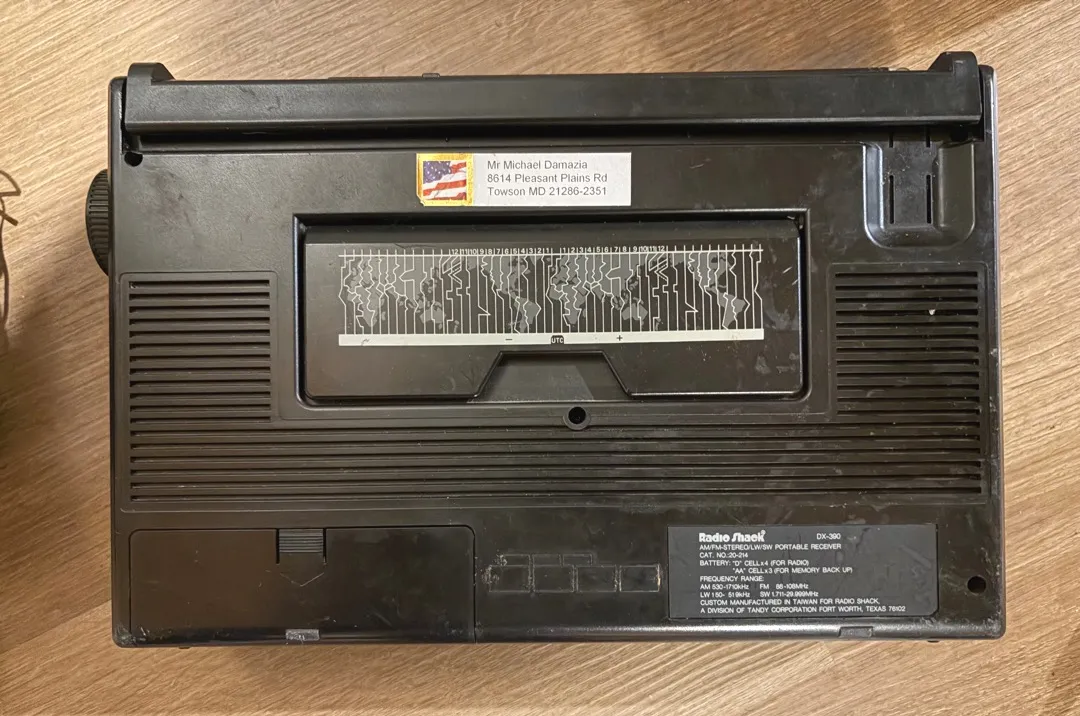 Mr Michael Damazia
8614 Pleasant Plains Rd
Towson MD 21286-2351
12 11 10 9 8 7 6 5 4 3 2 1 1 2 3 4 5 6 7 8 9 10 11 12
− UTC +
Radio Shack DX-390
AM/FM-STEREO/LW/SW PORTABLE RECEIVER
CAT. NO.:20-214
BATTERY: "D" CELL x 4 (FOR RADIO)
"AA" CELL x 3 (FOR MEMORY BACK UP)
FREQUENCY RANGE:
AM 530-1710kHz FM 88-108MHz
LW 150- 519kHz SW 1.711-29.999MHz
CUSTOM MANUFACTURED IN TAIWAN FOR RADIO SHACK,
A DIVISION OF TANDY CORPORATION FORT WORTH, TEXAS 76102